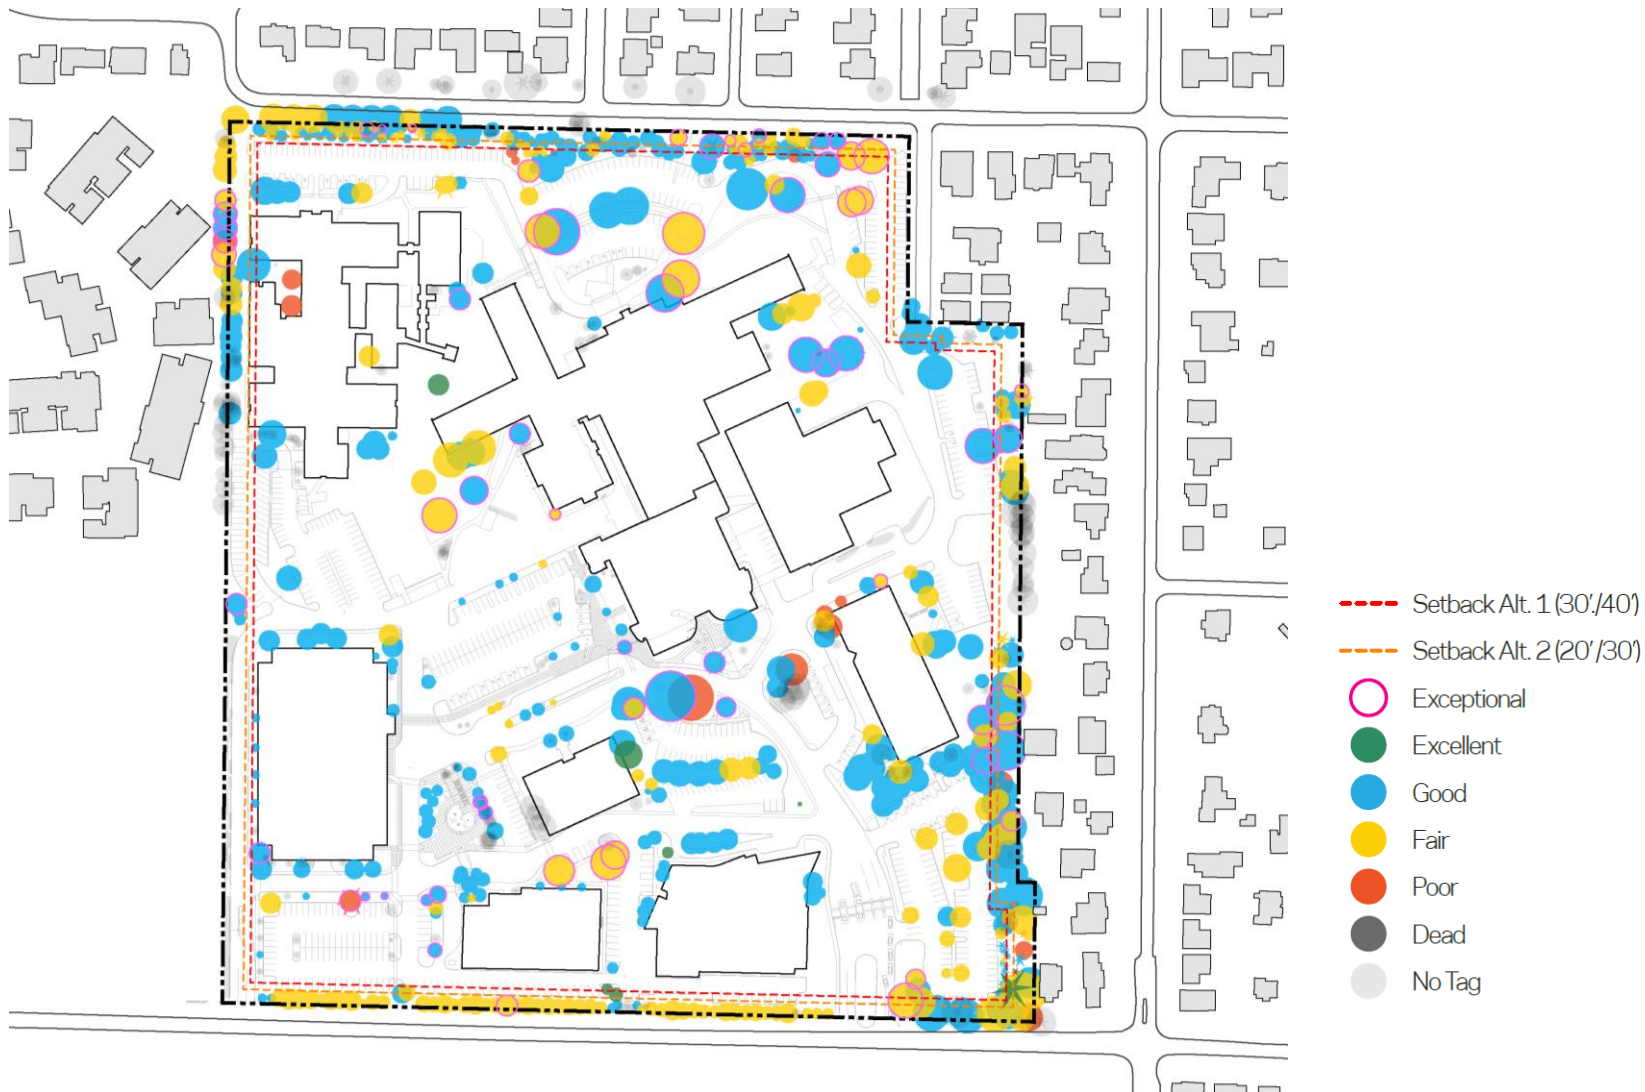 Setback Alt. 1 (30'./40')
Setback Alt. 2 (20'/30')
Exceptional
Excellent
Good
Fair
Poor
Dead
No Tag